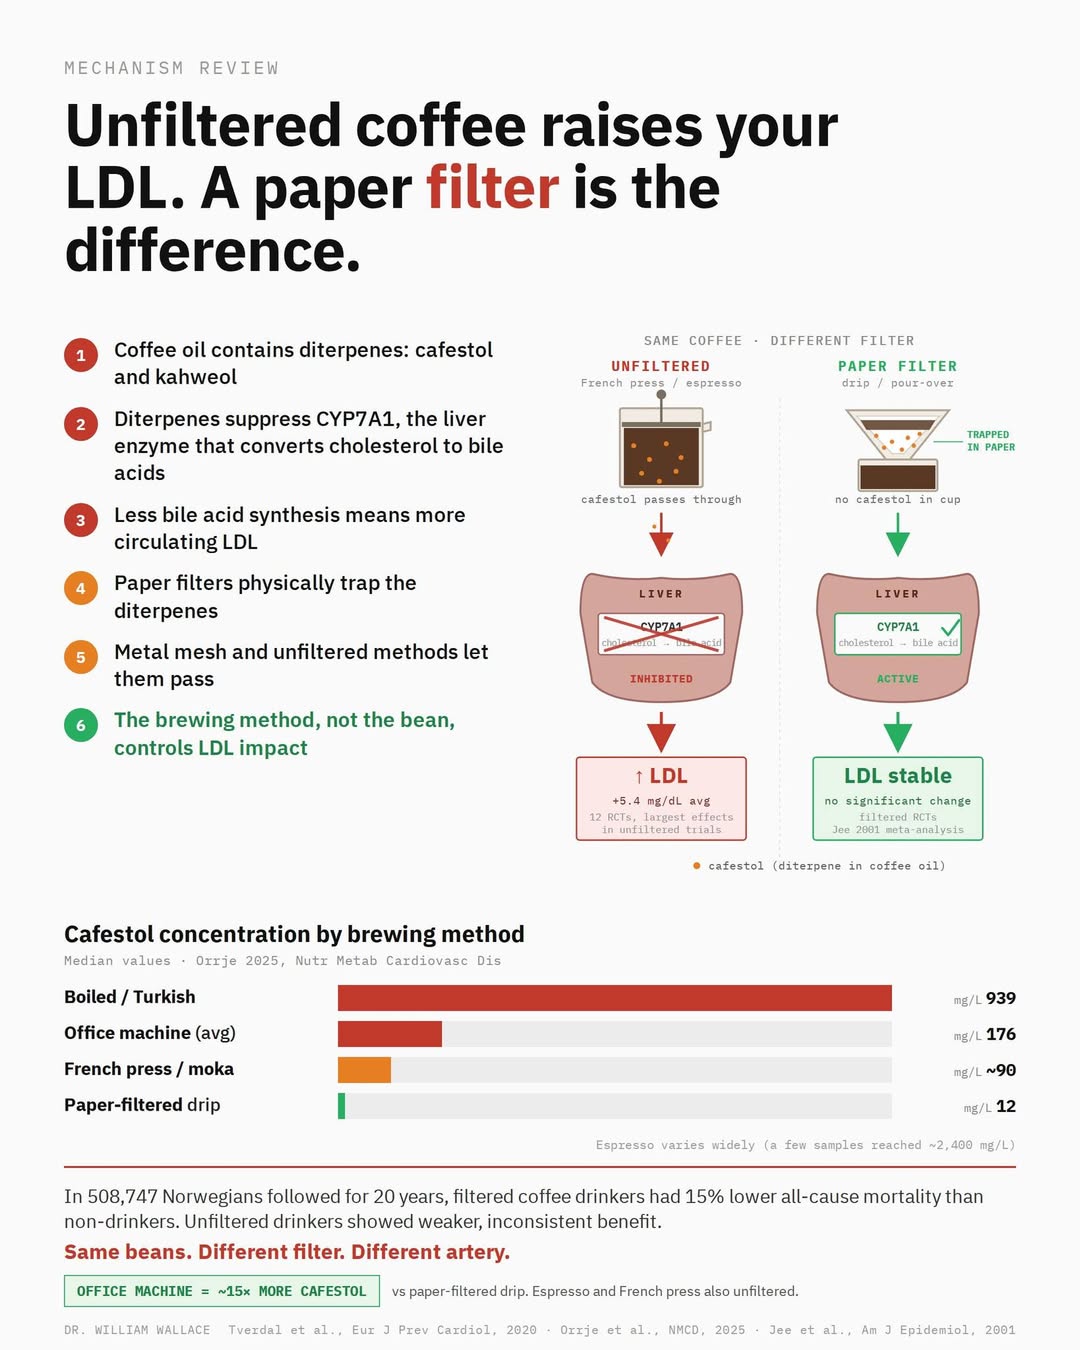 MECHANISM REVIEW
Unfiltered coffee raises your
LDL. A paper filter is the
difference.
1 Coffee oil contains diterpenes: cafestol
and kahweol
2 Diterpenes suppress CYP7A1, the liver
enzyme that converts cholesterol to bile
acids
3 Less bile acid synthesis means more
circulating LDL
4 Paper filters physically trap the
diterpenes
5 Metal mesh and unfiltered methods let
them pass
6 The brewing method, not the bean,
controls LDL impact
SAME COFFEE · DIFFERENT FILTER
UNFILTERED
French press / espresso
cafestol passes through
LIVER
CYP7A1
cholesterol → bile acid
INHIBITED
↑ LDL
+5.4 mg/dL avg
12 RCTs, largest effects
in unfiltered trials
PAPER FILTER
drip / pour-over
TRAPPED
IN PAPER
no cafestol in cup
LIVER
CYP7A1
cholesterol → bile acid
ACTIVE
LDL stable
no significant change
filtered RCTs
Jee 2001 meta-analysis
cafestol (diterpene in coffee oil)
Cafestol concentration by brewing method
Median values · Orrje 2025, Nutr Metab Cardiovasc Dis
Boiled / Turkish mg/L 939
Office machine (avg) mg/L 176
French press / moka mg/L ~90
Paper-filtered drip mg/L 12
Espresso varies widely (a few samples reached ~2,400 mg/L)
In 508,747 Norwegians followed for 20 years, filtered coffee drinkers had 15% lower all-cause mortality than
non-drinkers. Unfiltered drinkers showed weaker, inconsistent benefit.
Same beans. Different filter. Different artery.
OFFICE MACHINE = ~15× MORE CAFESTOL vs paper-filtered drip. Espresso and French press also unfiltered.
DR. WILLIAM WALLACE Tverdal et al., Eur J Prev Cardiol, 2020 · Orrje et al., NMCD, 2025 · Jee et al., Am J Epidemiol, 2001